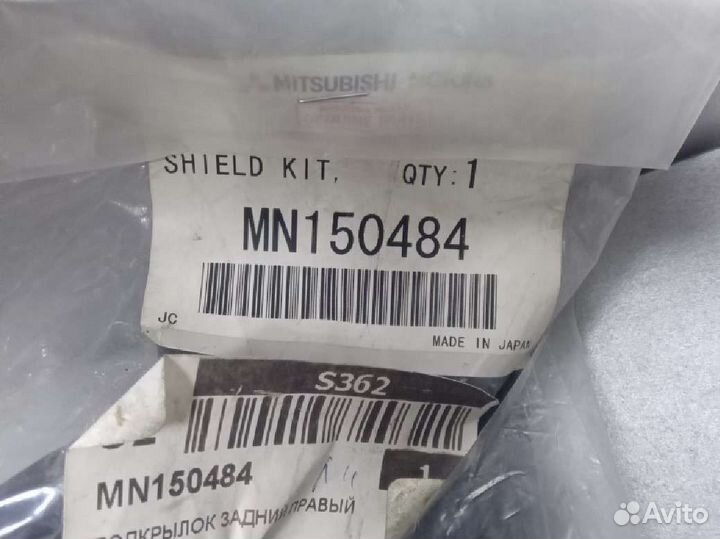 MITSUBISHI MOTORS
SHIELD KIT, QTY:1
MN150484
JC
MADE IN JAPAN
S362
MN150484
1
ПОДКРЫЛОК ЗАДНИЙ ПРАВЫЙ
Avito